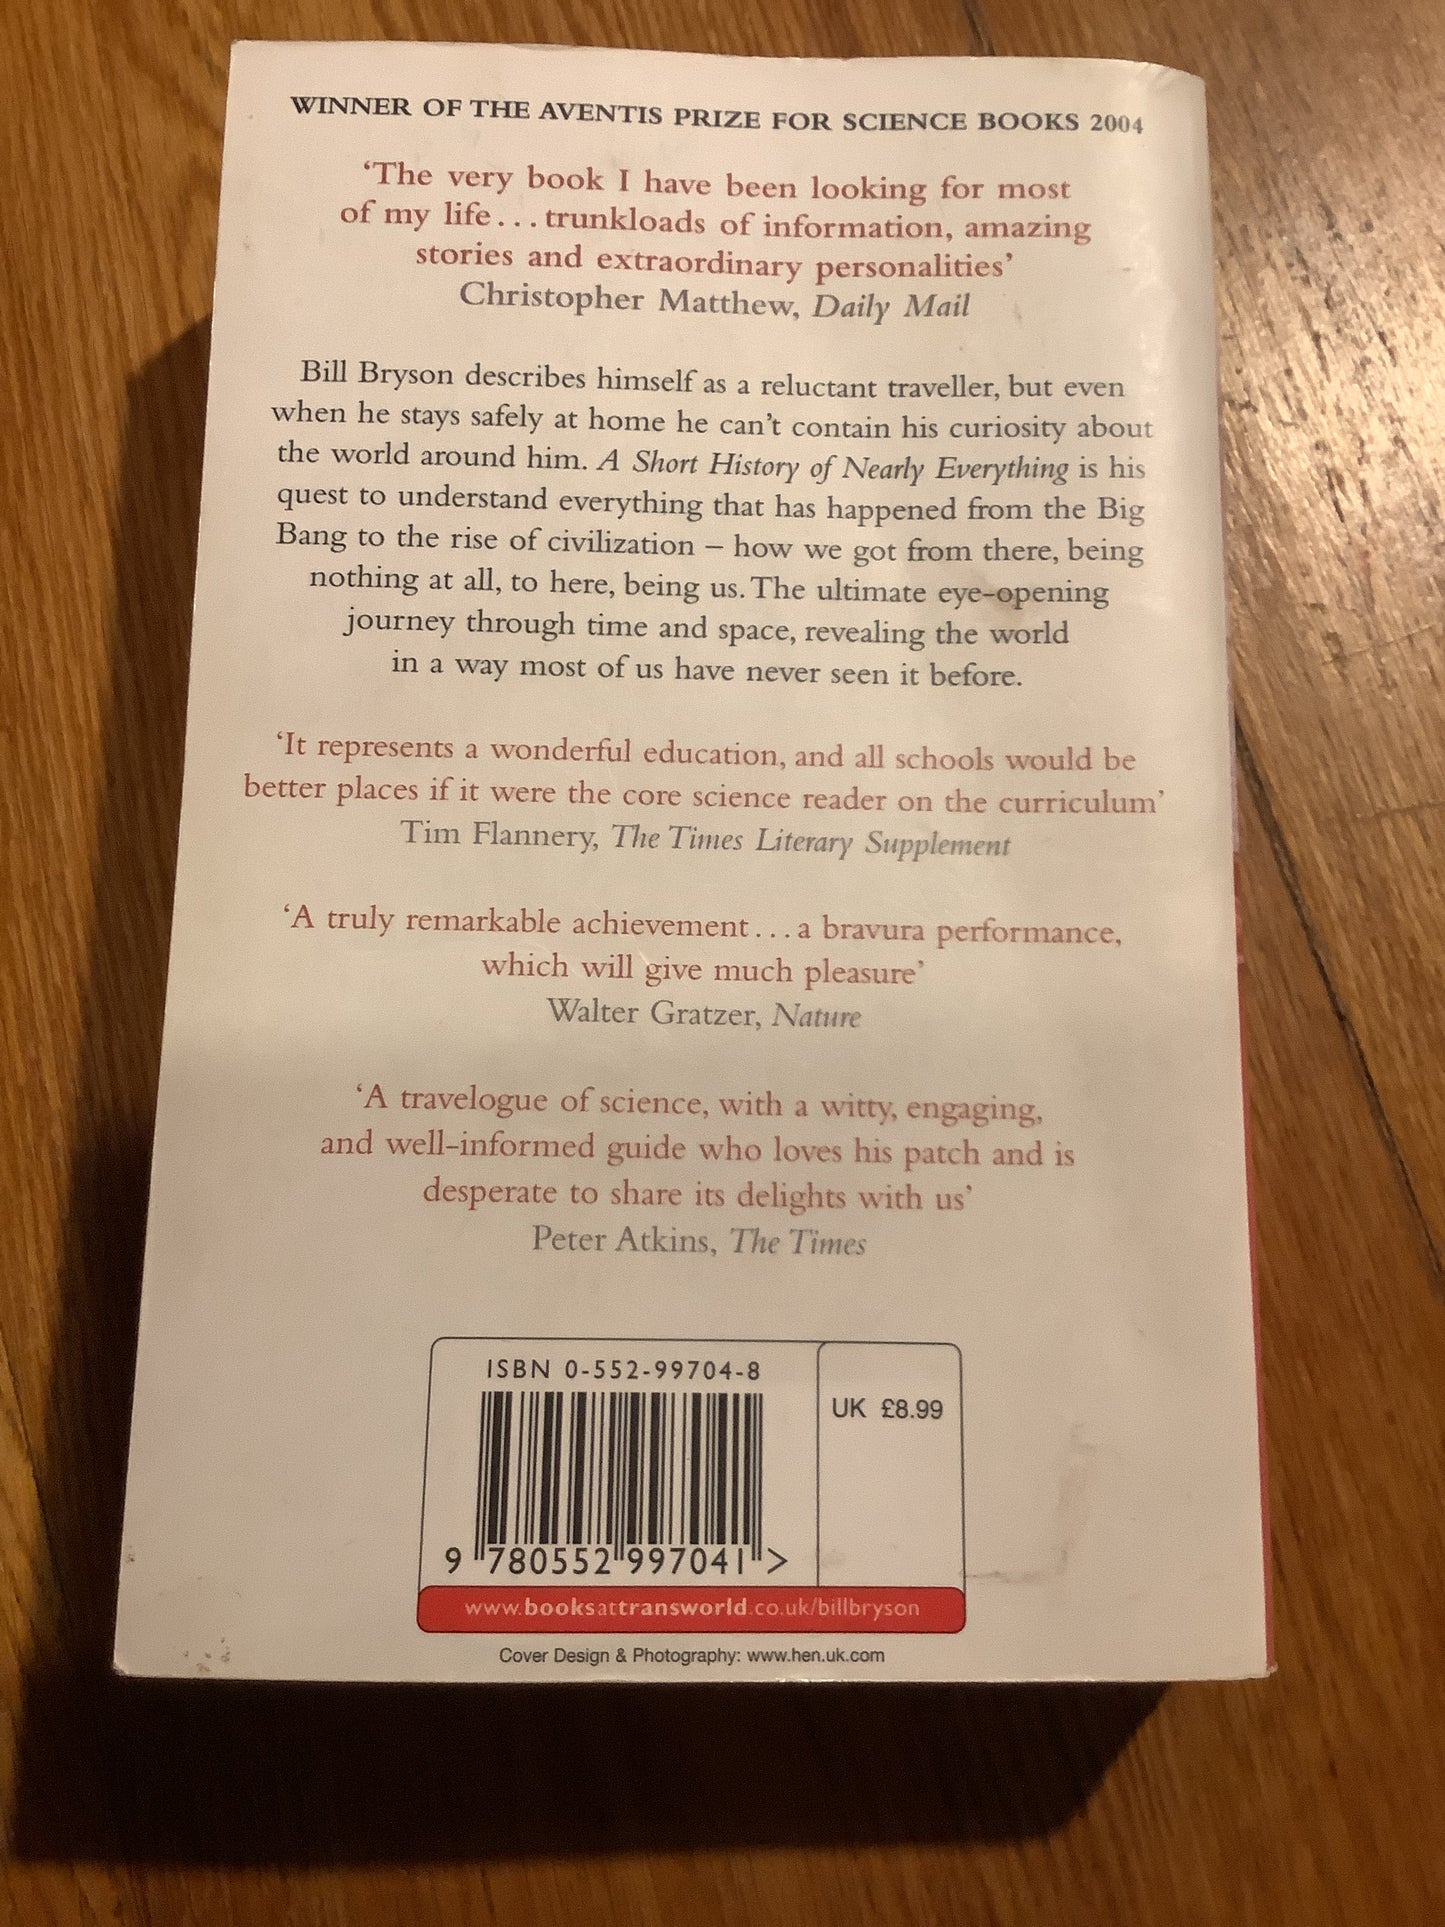 WINNER OF THE AVENTIS PRIZE FOR SCIENCE BOOKS 2004
‘The very book I have been looking for most
of my life...trunkloads of information, amazing
stories and extraordinary personalities’
Christopher Matthew, Daily Mail
Bill Bryson describes himself as a reluctant traveller, but even
when he stays safely at home he can’t contain his curiosity about
the world around him. A Short History of Nearly Everything is his
quest to understand everything that has happened from the Big
Bang to the rise of civilization – how we got from there, being
nothing at all, to here, being us. The ultimate eye-opening
journey through time and space, revealing the world
in a way most of us have never seen it before.
‘It represents a wonderful education, and all schools would be
better places if it were the core science reader on the curriculum’
Tim Flannery, The Times Literary Supplement
‘A truly remarkable achievement...a bravura performance,
which will give much pleasure’
Walter Gratzer, Nature
‘A travelogue of science, with a witty, engaging,
and well-informed guide who loves his patch and is
desperate to share its delights with us’
Peter Atkins, The Times
ISBN 0-552-99704-8
UK £8.99
9 780552 997041 >
www.booksattransworld.co.uk/billbryson
Cover Design & Photography: www.hen.uk.com